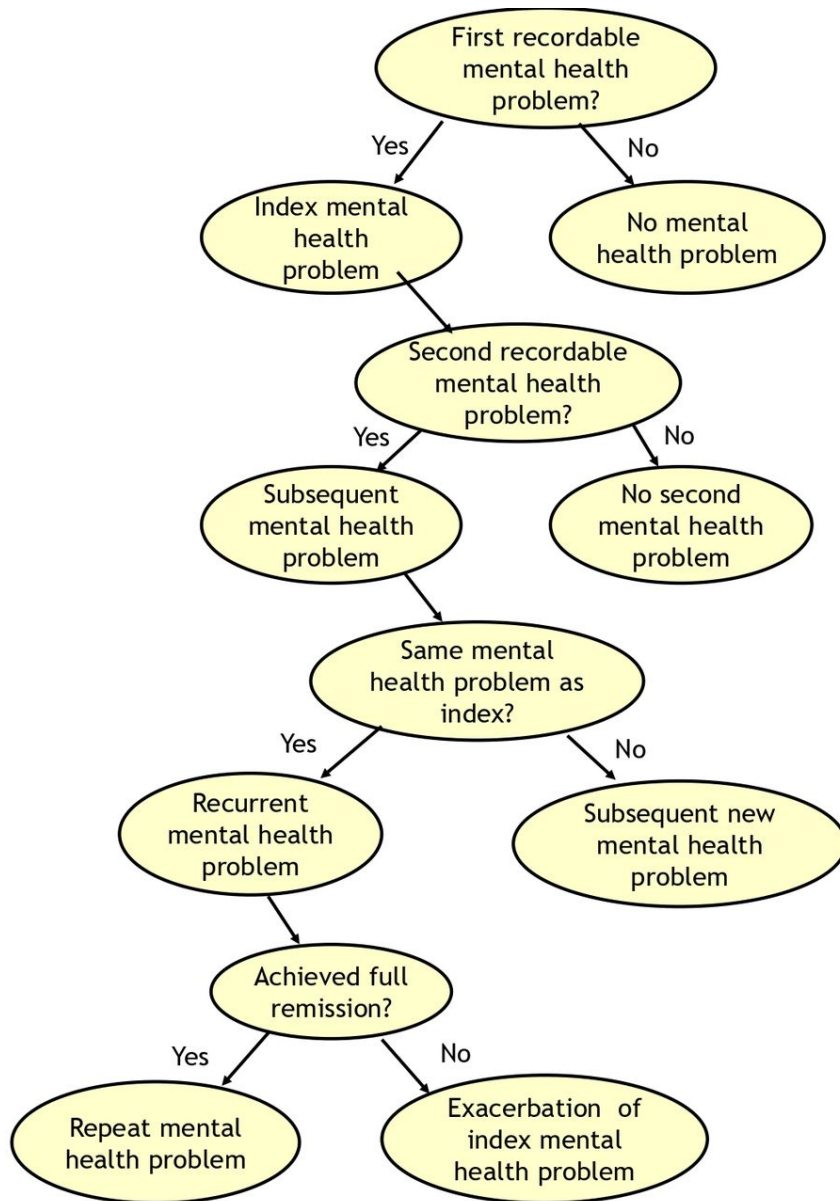 First recordable
mental health
problem?
Yes
No
Index mental
health
problem
No mental
health problem
Second recordable
mental health
problem?
Yes
No
Subsequent
mental health
problem
No second
mental health
problem
Same mental
health problem as
index?
Yes
No
Recurrent
mental health
problem
Subsequent new
mental health
problem
Achieved full
remission?
Yes
No
Repeat mental
health problem
Exacerbation of
index mental
health problem